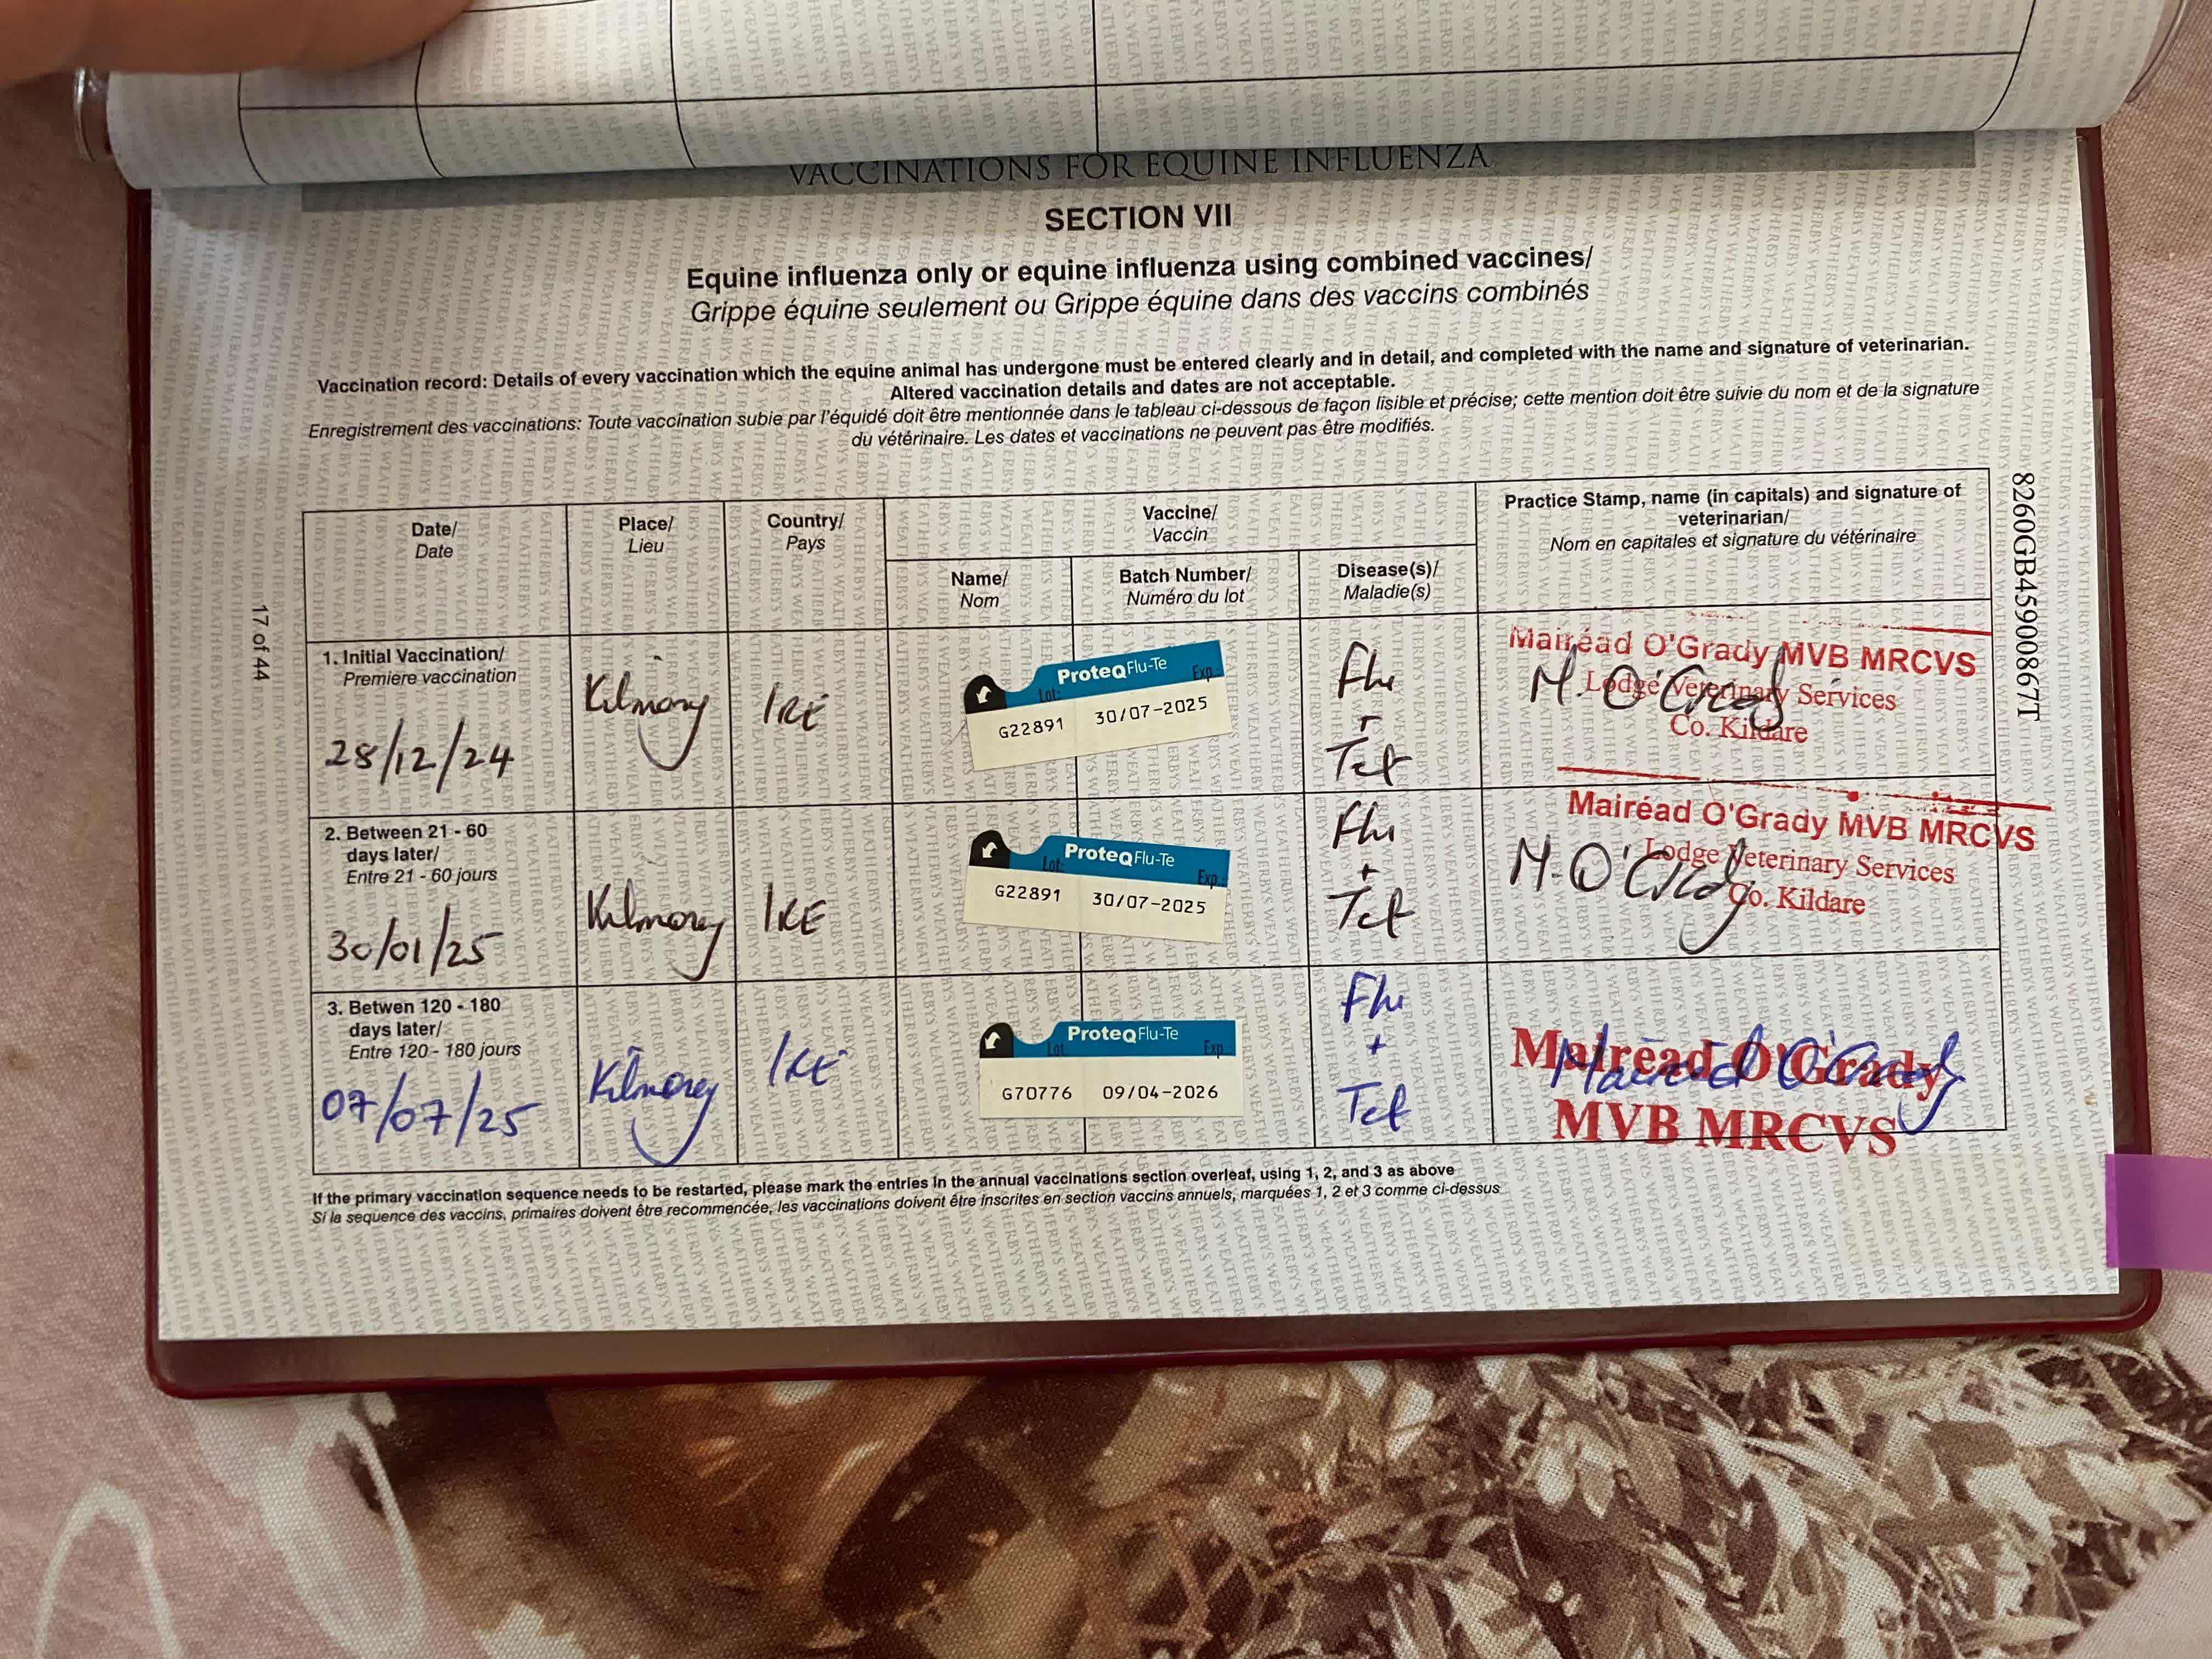 VACCINATIONS FOR EQUINE INFLUENZA
SECTION VII
Equine influenza only or equine influenza using combined vaccines/
Grippe équine seulement ou Grippe équine dans des vaccins combinés
Vaccination record: Details of every vaccination which the equine animal has undergone must be entered clearly and in detail, and completed with the name and signature of veterinarian.
Altered vaccination details and dates are not acceptable.
Enregistrement des vaccinations: Toute vaccination subie par l'équidé doit être mentionnée dans le tableau ci-dessous de façon lisible et précise; cette mention doit être suivie du nom et de la signature
du vétérinaire. Les dates et vaccinations ne peuvent pas être modifiés.
Date/
Date
Place/
Lieu
Country/
Pays
Vaccine/
Vaccin
Name/
Nom
Batch Number/
Numéro du lot
Disease(s)/
Maladie(s)
Practice Stamp, name (in capitals) and signature of
veterinarian/
Nom en capitales et signature du vétérinaire
1. Initial Vaccination/
Premiere vaccination
28/12/24
Kilmony
IRE
ProteqFlu-Te
Lot: Exp.:
G22891 30/07-2025
Flu
+
Tet
Mairéad O'Grady MVB MRCVS
Lodge Veterinary Services
Co. Kildare
M. O'Grady
2. Between 21 - 60
days later/
Entre 21 - 60 jours
30/01/25
Kilmony
IRE
ProteqFlu-Te
Lot: Exp.:
G22891 30/07-2025
Flu
+
Tet
Mairéad O'Grady MVB MRCVS
Lodge Veterinary Services
Co. Kildare
M. O'Grady
3. Betwen 120 - 180
days later/
Entre 120 - 180 jours
07/07/25
Kilmony
IRE
ProteqFlu-Te
Lot: Exp.:
G70776 09/04-2026
Flu
+
Tet
Mairéad O'Grady
MVB MRCVS
Mairéad O'Grady
If the primary vaccination sequence needs to be restarted, please mark the entries in the annual vaccinations section overleaf, using 1, 2, and 3 as above
Si la sequence des vaccins, primaires doivent être recommencée, les vaccinations doivent être inscrites en section vaccins annuels, marquées 1, 2 et 3 comme ci-dessus
17 of 44
8260GB45900867T